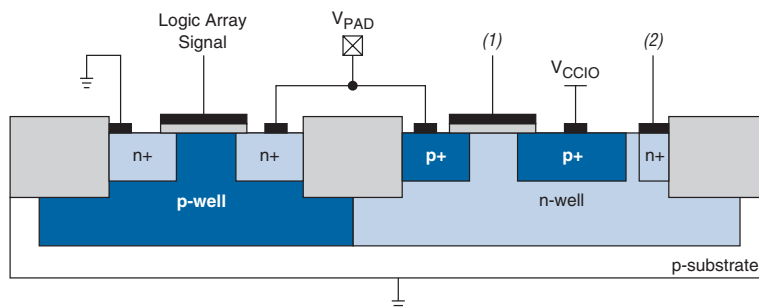 Logic Array
Signal
VPAD
(1)
(2)
VCCIO
n+
n+
p+
p+
n+
p-well
n-well
p-substrate